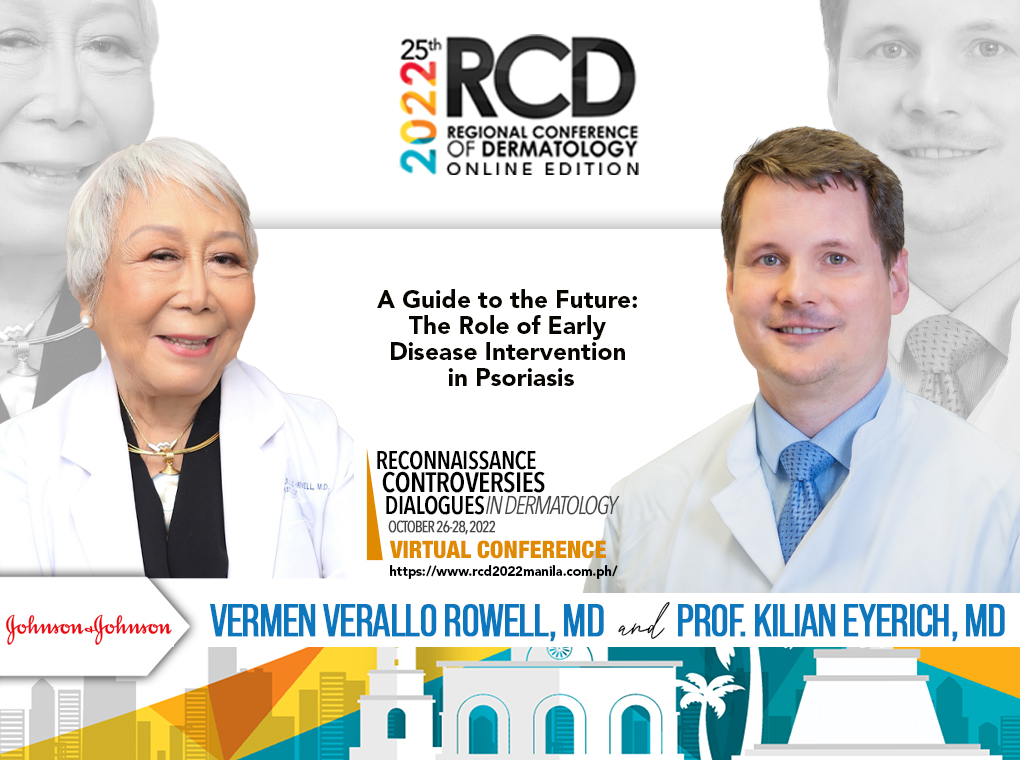 25th
2022
RCD
REGIONAL CONFERENCE
OF DERMATOLOGY
ONLINE EDITION
A Guide to the Future:
The Role of Early
Disease Intervention
in Psoriasis
RECONNAISSANCE
CONTROVERSIES
DIALOGUES IN DERMATOLOGY
OCTOBER 26-28, 2022
VIRTUAL CONFERENCE
https://www.rcd2022manila.com.ph/
Johnson&Johnson
VERMEN VERALLO ROWELL, MD and PROF. KILIAN EYERICH, MD